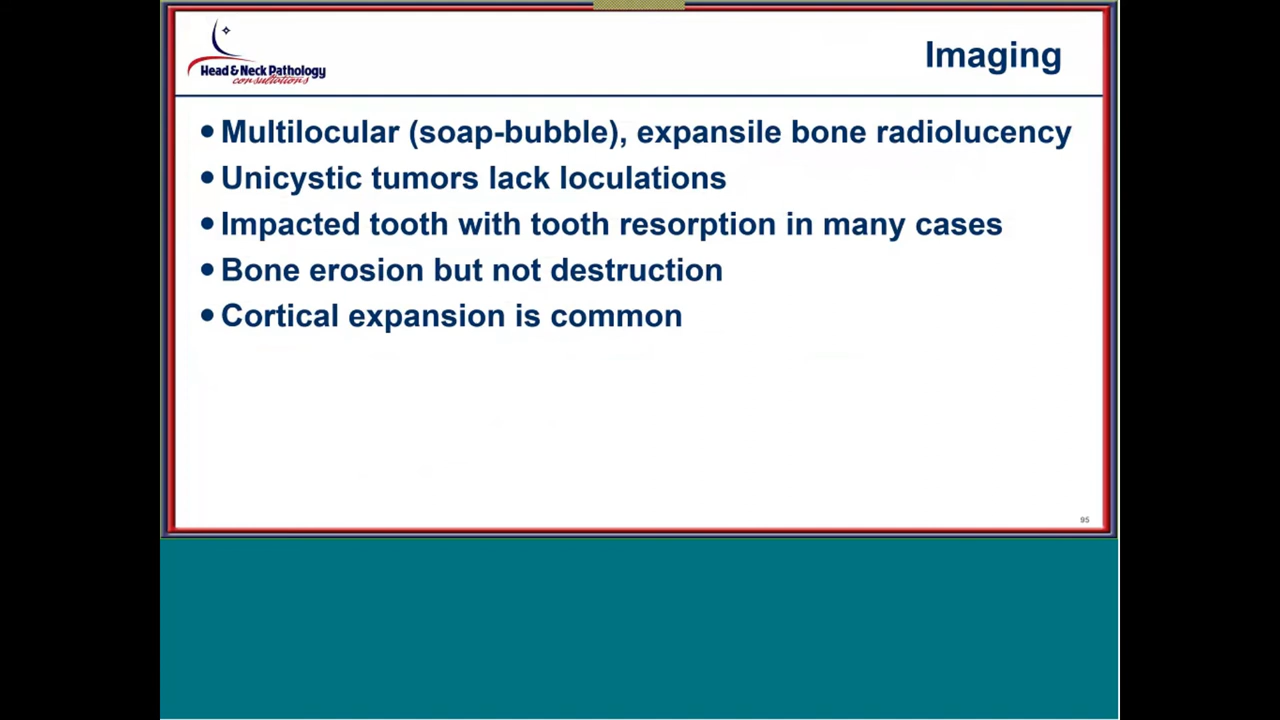 Head & Neck Pathology
consultations
Imaging
• Multilocular (soap-bubble), expansile bone radiolucency
• Unicystic tumors lack loculations
• Impacted tooth with tooth resorption in many cases
• Bone erosion but not destruction
• Cortical expansion is common
95